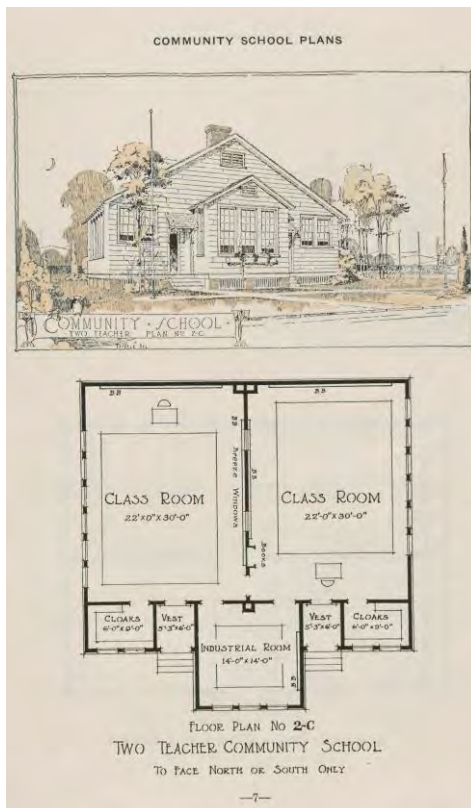 COMMUNITY SCHOOL PLANS
COMMUNITY · SCHOOL ·
TWO TEACHER PLAN No 2-C
B.B
B.B
B.B
Breeze Windows
B.B
CLASS ROOM
22'x0"x30'-0"
CLASS ROOM
22'-0"x30'-0"
Books
CLOAKS
6'-0"x9'-0"
VEST
5'-3"x6'-0"
VEST
5'-3"x6'-0"
CLOAKS
6'-0"x9'-0"
INDUSTRIAL ROOM
14'-0"x14'-0"
B.B
FLOOR PLAN No 2-C
TWO TEACHER COMMUNITY SCHOOL
TO FACE NORTH OR SOUTH ONLY
—7—